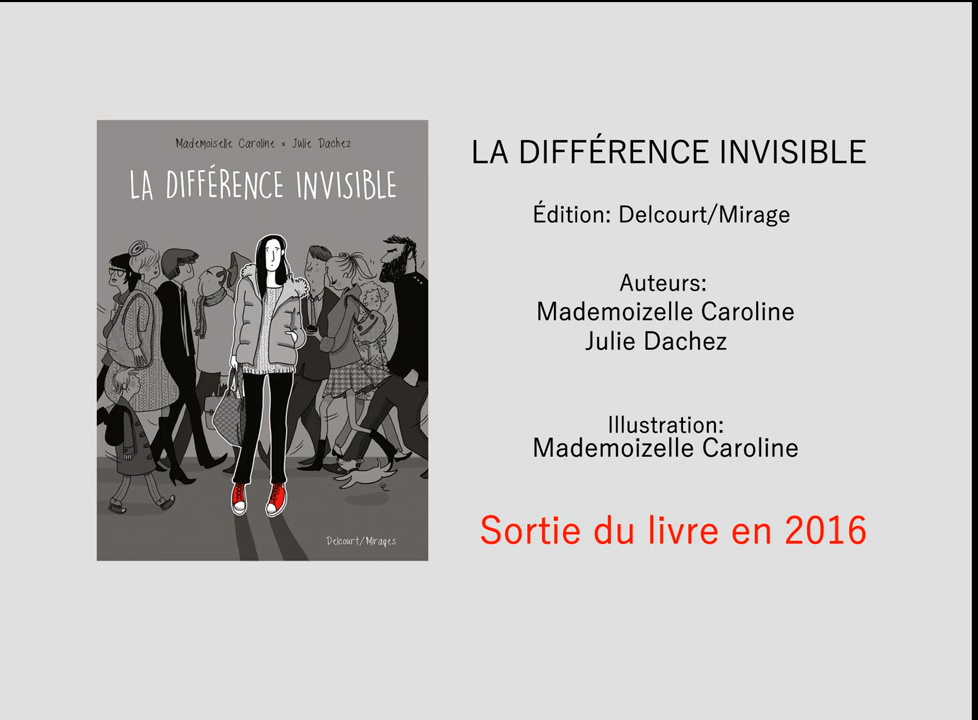 Mademoiselle Caroline x Julie Dachez
LA DIFFÉRENCE INVISIBLE
Delcourt/Mirages
LA DIFFÉRENCE INVISIBLE
Édition: Delcourt/Mirage
Auteurs:
Mademoizelle Caroline
Julie Dachez
Illustration:
Mademoizelle Caroline
Sortie du livre en 2016